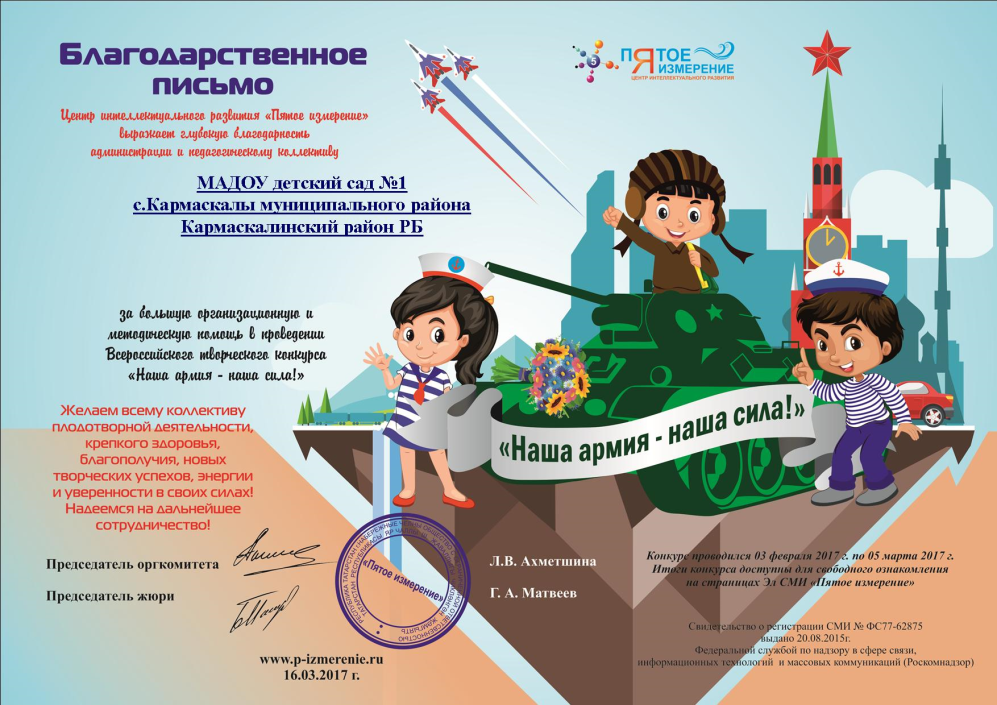 Благодарственное
письмо
Центр интеллектуального развития «Пятое измерение»
выражает глубокую благодарность
администрации и педагогическому коллективу
МАДОУ детский сад №1
с.Кармаскалы муниципального района
Кармаскалинский район РБ
за большую организационную и
методическую помощь в проведении
Всероссийского творческого конкурса
«Наша армия - наша сила!»
Желаем всему коллективу
плодотворной деятельности,
крепкого здоровья,
благополучия, новых
творческих успехов, энергии
и уверенности в своих силах!
Надеемся на дальнейшее
сотрудничество!
5
ПЯТОЕ
ИЗМЕРЕНИЕ
ЦЕНТР ИНТЕЛЛЕКТУАЛЬНОГО РАЗВИТИЯ
«Наша армия - наша сила!»
Председатель оргкомитета
Л.В. Ахметшина
Председатель жюри
Г. А. Матвеев
«Пятое измерение»
www.p-izmerenie.ru
16.03.2017 г.
Конкурс проводился 03 февраля 2017 г. по 05 марта 2017 г.
Итоги конкурса доступны для свободного ознакомления
на страницах Эл СМИ «Пятое измерение»
Свидетельство о регистрации СМИ № ФС77-62875
выдано 20.08.2015г.
Федеральной службой по надзору в сфере связи,
информационных технологий и массовых коммуникаций (Роскомнадзор)